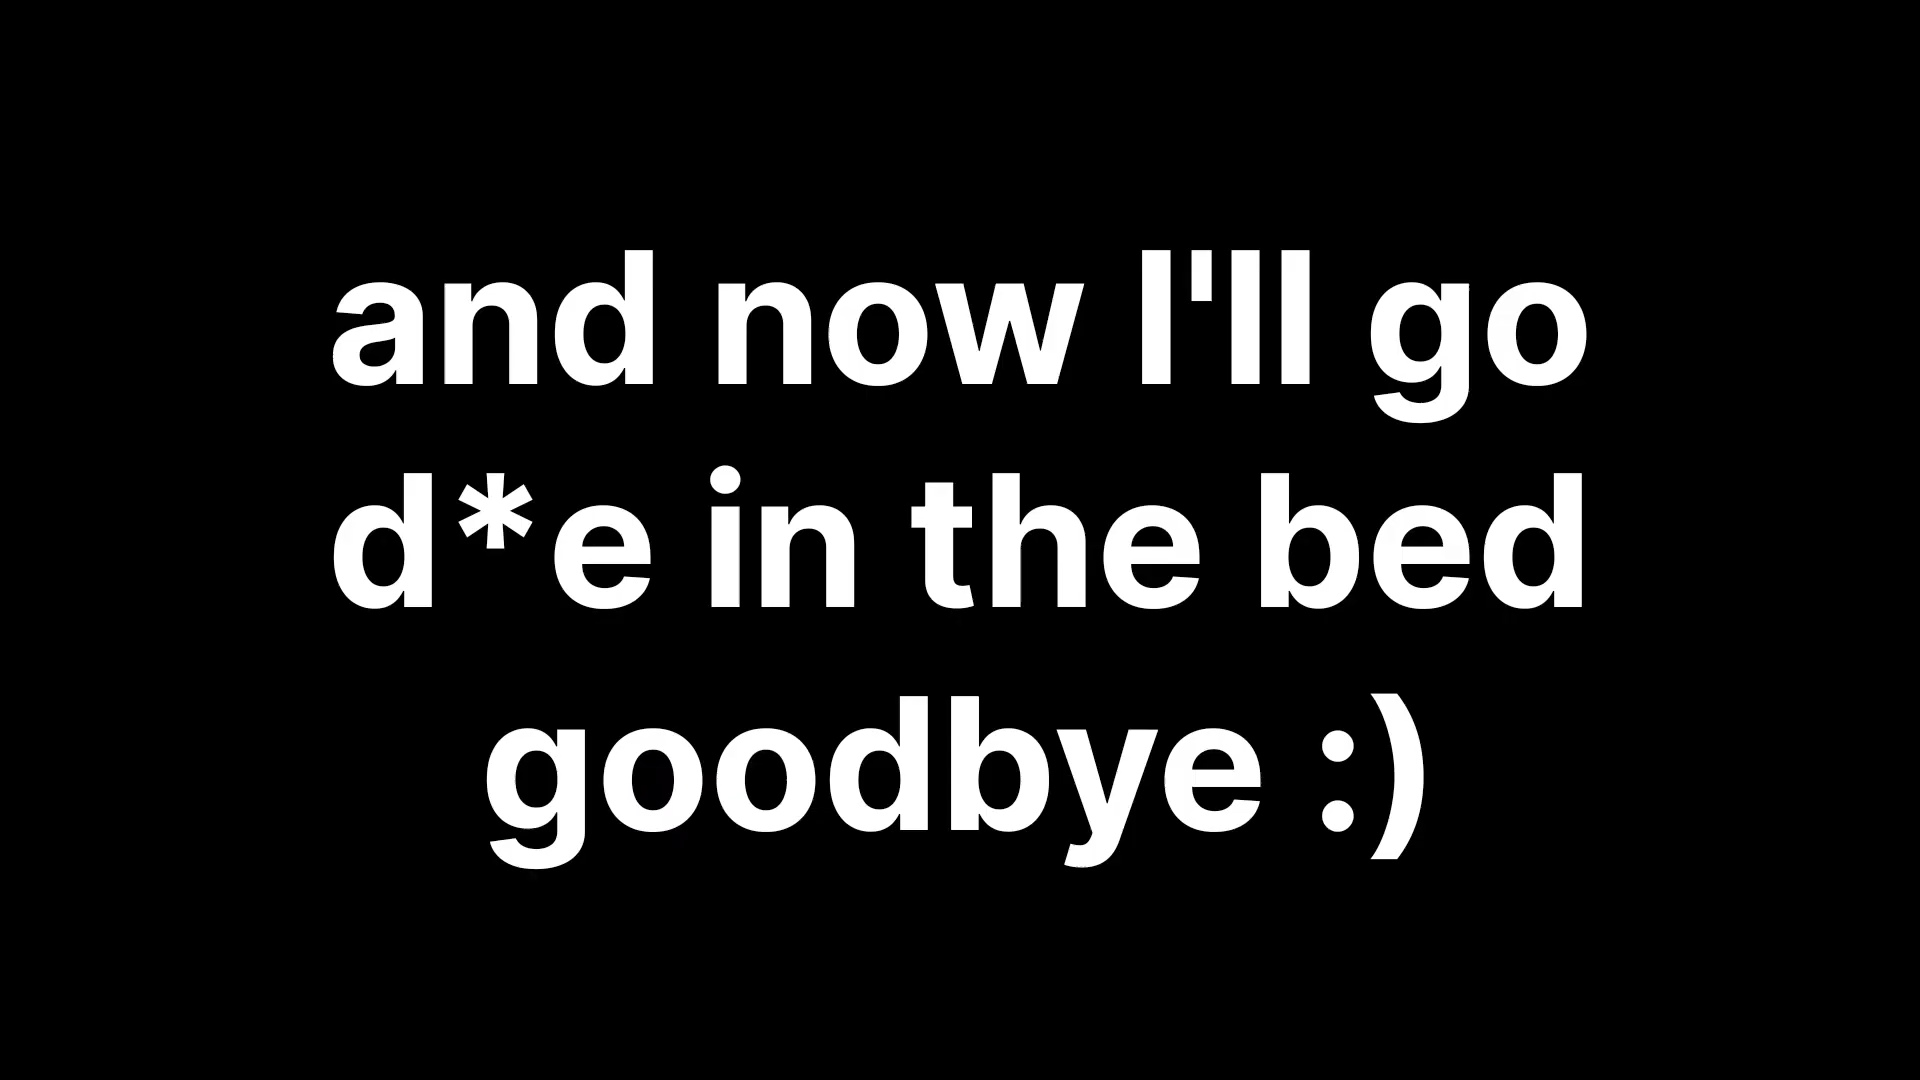 and now I'll go
d*e in the bed
goodbye :)